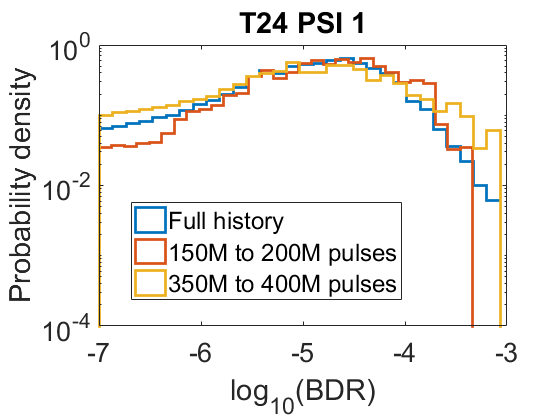 T24 PSI 1
Probability density
10^0
10^-2
10^-4
Full history
150M to 200M pulses
350M to 400M pulses
-7 -6 -5 -4 -3
log_10(BDR)